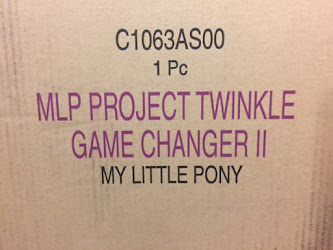 C1063AS00
1 Pc
MLP PROJECT TWINKLE
GAME CHANGER II
MY LITTLE PONY